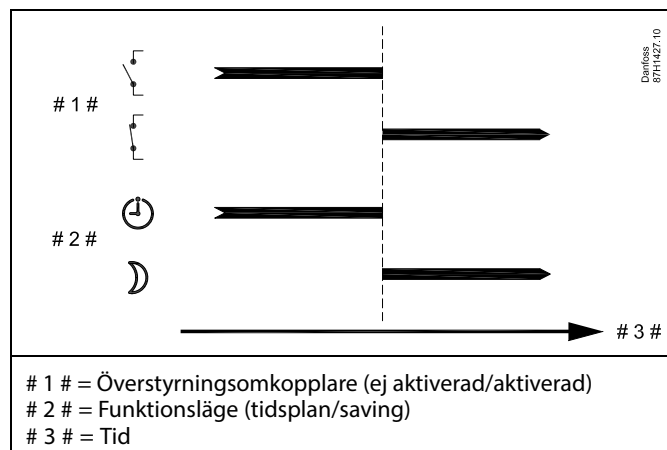 Danfoss
87H1427.10
# 1 #
# 2 #
# 3 #
# 1 # = Överstyrningsomkopplare (ej aktiverad/aktiverad)
# 2 # = Funktionsläge (tidsplan/saving)
# 3 # = Tid